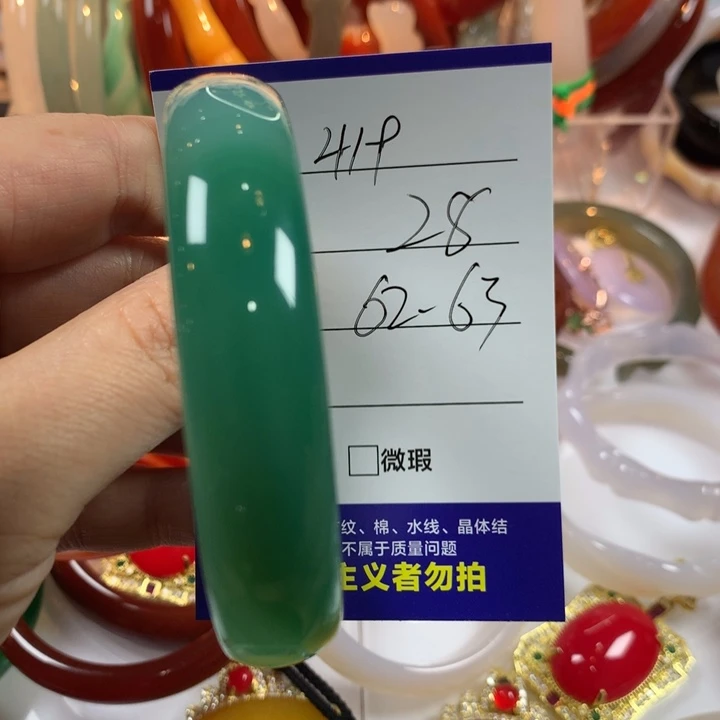 419
28
62-63
微瑕
纹、棉、水线、晶体结
不属于质量问题
主义者勿拍